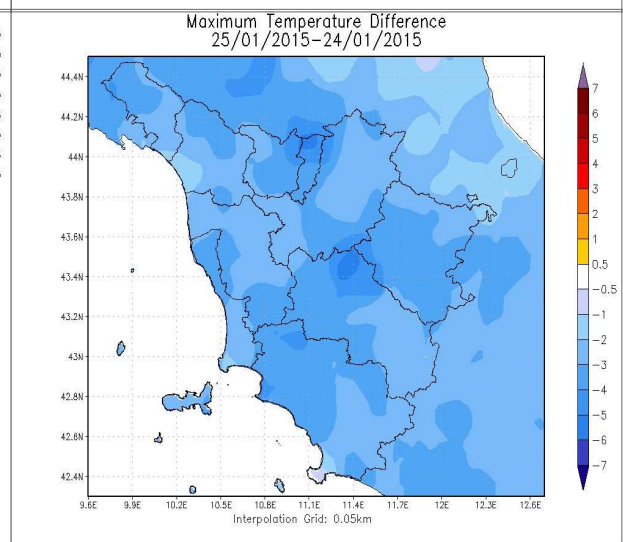 Maximum Temperature Difference
25/01/2015-24/01/2015
44.4N
44.2N
44N
43.8N
43.6N
43.4N
43.2N
43N
42.8N
42.6N
42.4N
9.6E 9.9E 10.2E 10.5E 10.8E 11.1E 11.4E 11.7E 12E 12.3E 12.6E
Interpolation Grid: 0.05km
7
6
5
4
3
2
1
0.5
-0.5
-1
-2
-3
-4
-5
-6
-7